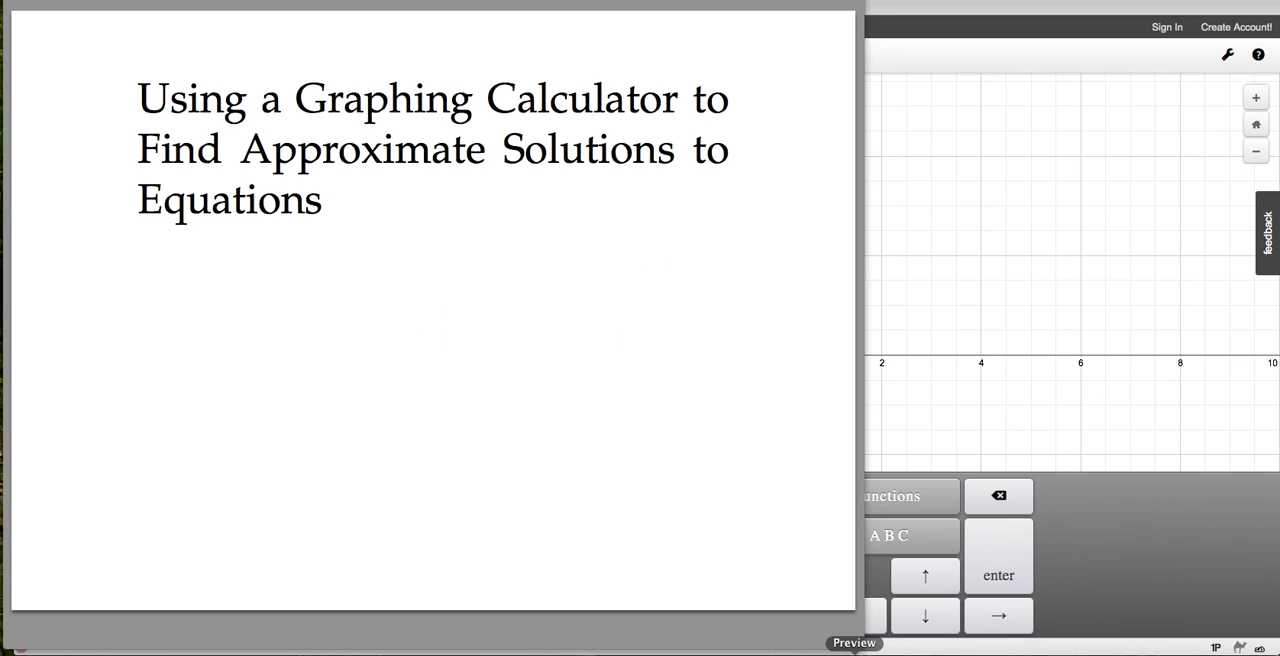 Using a Graphing Calculator to
Find Approximate Solutions to
Equations
Sign In Create Account!
+
−
feedback
2 4 6 8 10
unctions
A B C
↑ enter
↓ →
Preview
1P